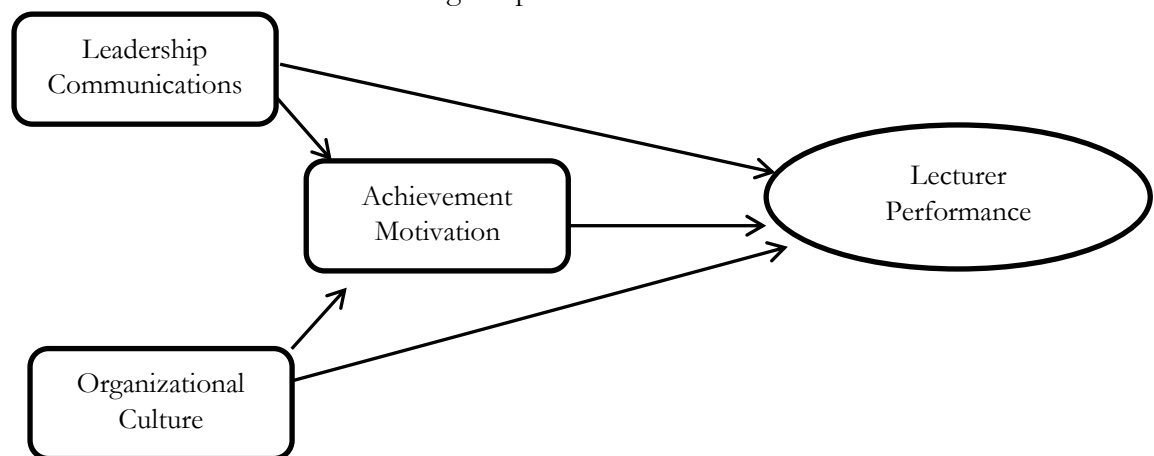 Leadership
Communications
Achievement
Motivation
Lecturer
Performance
Organizational
Culture